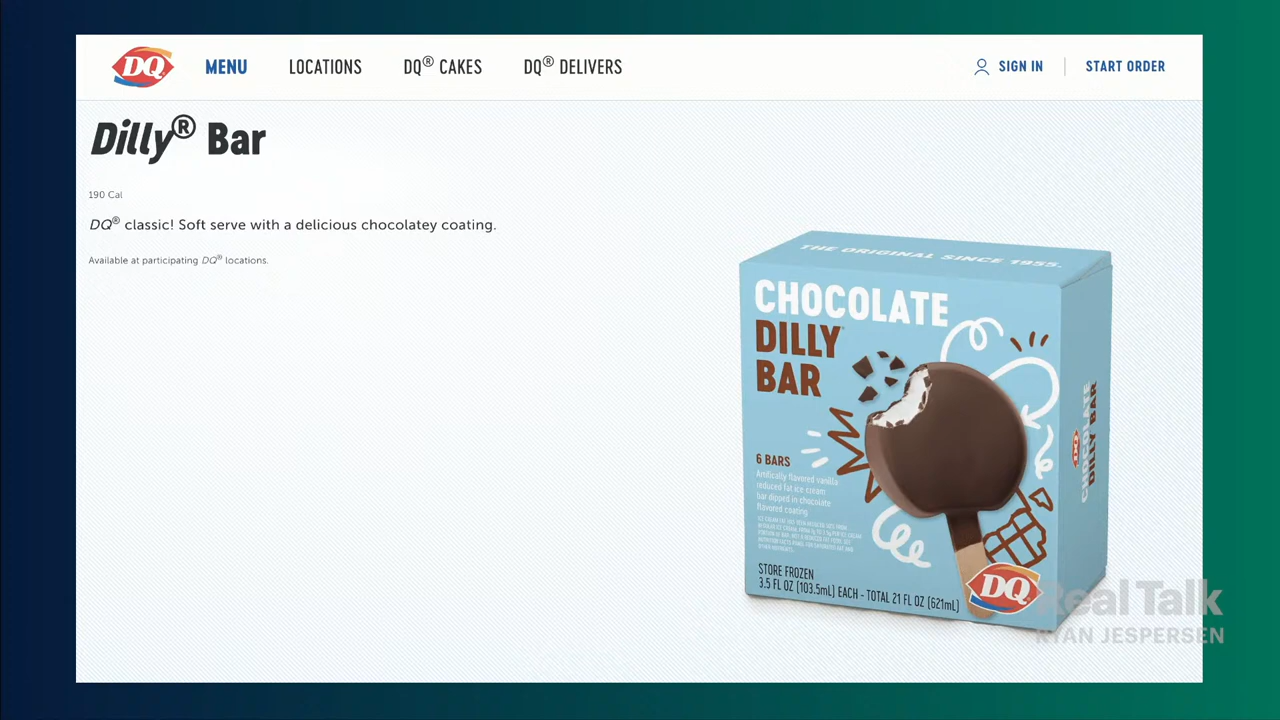 DQ
MENU
LOCATIONS
DQ® CAKES
DQ® DELIVERS
SIGN IN
START ORDER
Dilly® Bar
190 Cal
DQ® classic! Soft serve with a delicious chocolatey coating.
Available at participating DQ® locations.
THE ORIGINAL SINCE 1955.
CHOCOLATE
DILLY
BAR
6 BARS
Artificially flavored vanilla
reduced fat ice cream
bar dipped in chocolate
flavored coating
STORE FROZEN
3.5 FL OZ (103.5mL) EACH - TOTAL 21 FL OZ (621mL)
DQ
DQ
CHOCOLATE
DILLY BAR
Real Talk
RYAN JESPERSEN